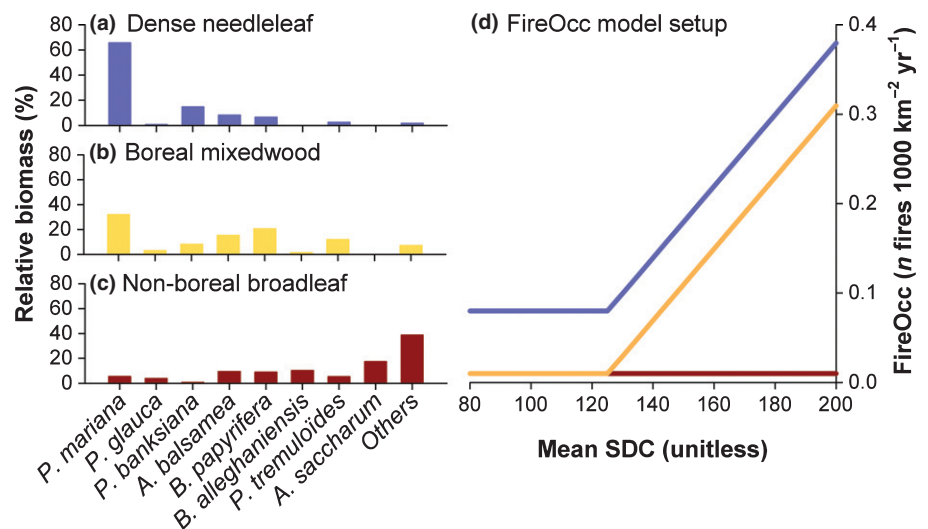 (a) Dense needleleaf
80
60
40
20
0
(b) Boreal mixedwood
80
60
40
20
0
(c) Non-boreal broadleaf
80
60
40
20
0
Relative biomass (%)
P. mariana
P. glauca
P. banksiana
A. balsamea
B. papyrifera
B. alleghaniensis
P. tremuloides
A. saccharum
Others
(d) FireOcc model setup
0.4
0.3
0.2
0.1
0.0
FireOcc (n fires 1000 km⁻² yr⁻¹)
80 100 120 140 160 180 200
Mean SDC (unitless)